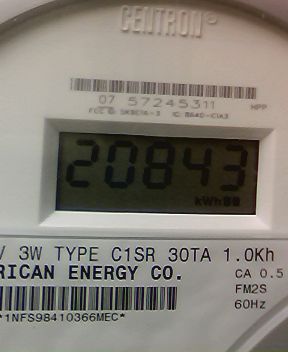 CENTRON®
07 57245311 HPP
20843
kWh
V 3W TYPE C1SR 30TA 1.0Kh
RICAN ENERGY CO. CA 0.5
FM2S
60Hz
*1NFS98410366MEC*